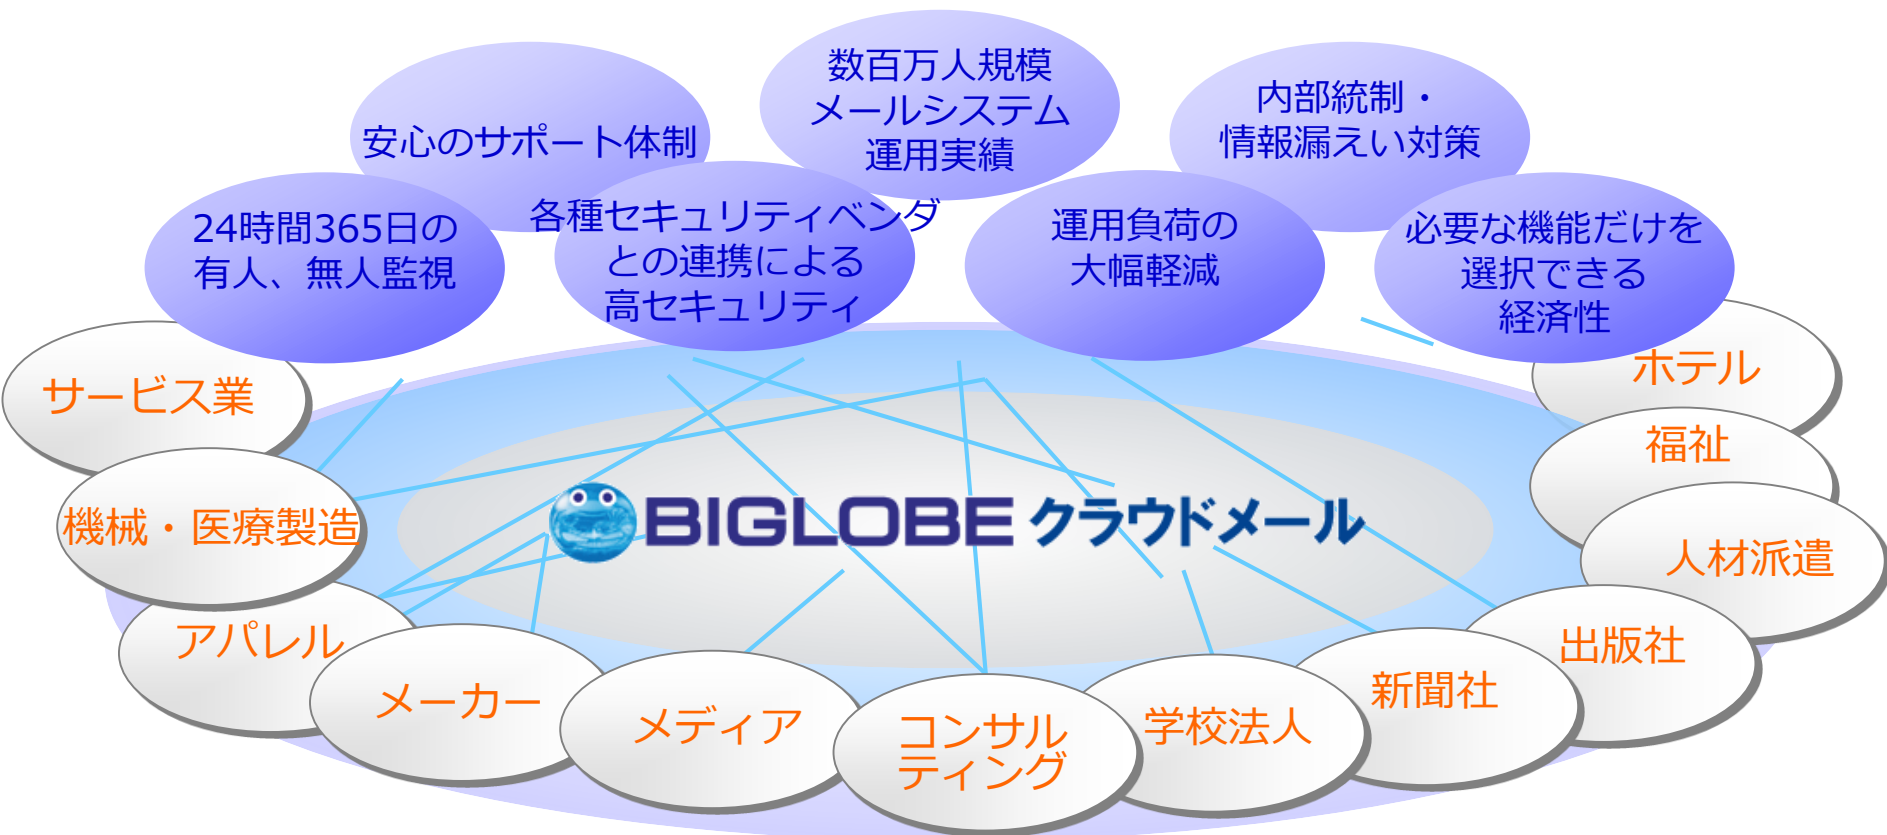 数百万人規模
メールシステム
運用実績
安心のサポート体制
内部統制・
情報漏えい対策
24時間365日の
有人、無人監視
各種セキュリティベンダ
との連携による
高セキュリティ
運用負荷の
大幅軽減
必要な機能だけを
選択できる
経済性
サービス業
ホテル
福祉
機械・医療製造
BIGLOBE クラウドメール
人材派遣
アパレル
出版社
メーカー
新聞社
メディア
コンサル
ティング
学校法人